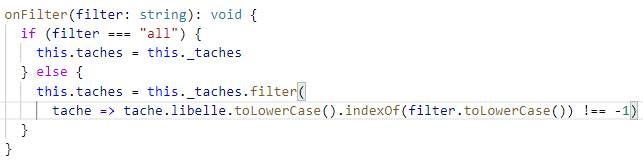 onFilter(filter: string): void {
if (filter === "all") {
this.taches = this._taches
} else {
this.taches = this._taches.filter(
tache => tache.libelle.toLowerCase().indexOf(filter.toLowerCase()) !== -1)
}
}